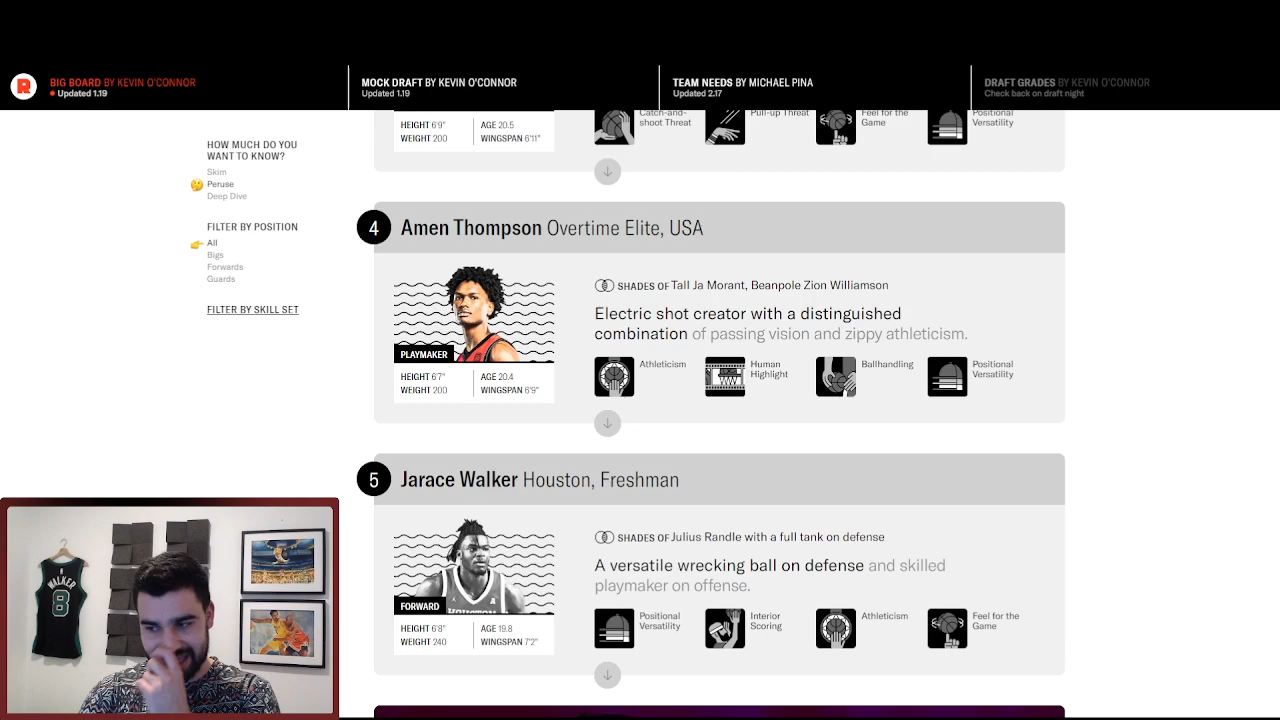 R
BIG BOARD BY KEVIN O'CONNOR
Updated 1.19
MOCK DRAFT BY KEVIN O'CONNOR
Updated 1.19
TEAM NEEDS BY MICHAEL PINA
Updated 2.17
DRAFT GRADES BY KEVIN O'CONNOR
Check back on draft night
HOW MUCH DO YOU
WANT TO KNOW?
Skim
Peruse
Deep Dive
FILTER BY POSITION
All
Bigs
Forwards
Guards
FILTER BY SKILL SET
HEIGHT 6'9"
AGE 20.5
WEIGHT 200
WINGSPAN 6'11"
Catch-and-
shoot Threat
Pull-up Threat
Feel for the
Game
Positional
Versatility
4
Amen Thompson Overtime Elite, USA
PLAYMAKER
HEIGHT 6'7"
AGE 20.4
WEIGHT 200
WINGSPAN 6'9"
SHADES OF Tall Ja Morant, Beanpole Zion Williamson
Electric shot creator with a distinguished
combination of passing vision and zippy athleticism.
Athleticism
Human
Highlight
Ballhandling
Positional
Versatility
5
Jarace Walker Houston, Freshman
HOUSTON
FORWARD
HEIGHT 6'8"
AGE 19.8
WEIGHT 240
WINGSPAN 7'2"
SHADES OF Julius Randle with a full tank on defense
A versatile wrecking ball on defense and skilled
playmaker on offense.
Positional
Versatility
Interior
Scoring
Athleticism
Feel for the
Game
WALKER
8